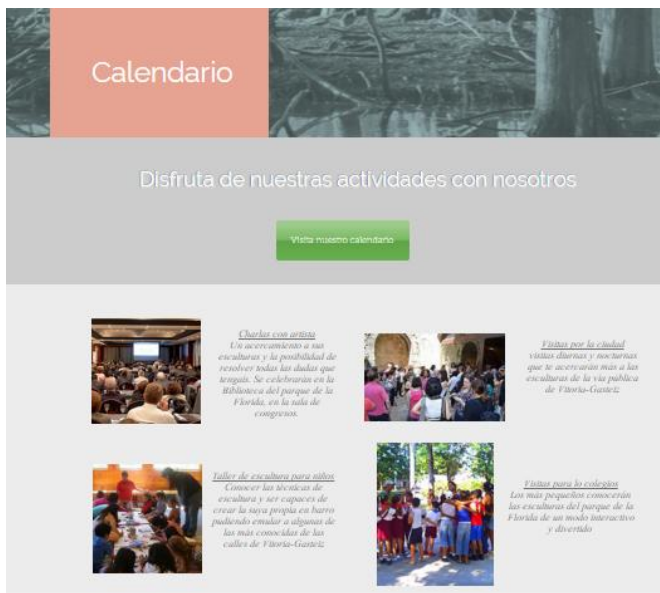 Calendario
Disfruta de nuestras actividades con nosotros
Visita nuestro calendario
Charlas con artista
Un acercamiento a sus
esculturas y la posibilidad de
resolver todas las dudas que
tengais. Se celebrarán en la
Biblioteca del parque de la
Florida, en la sala de
congresos.
Visitas por la ciudad
visitas diurnas y nocturnas
que te acercarán más a las
esculturas de la vía pública
de Vitoria-Gasteiz
Taller de escultura para niños
Conocer las técnicas de
escultura y ser capaces de
crear la suya propia en barro
pudiendo emular a algunas de
las más conocidas de las
calles de Vitoria-Gasteiz
Visitas para lo colegios
Los más pequeños conocerán
las esculturas del parque de la
Florida de un modo interactivo
y divertido